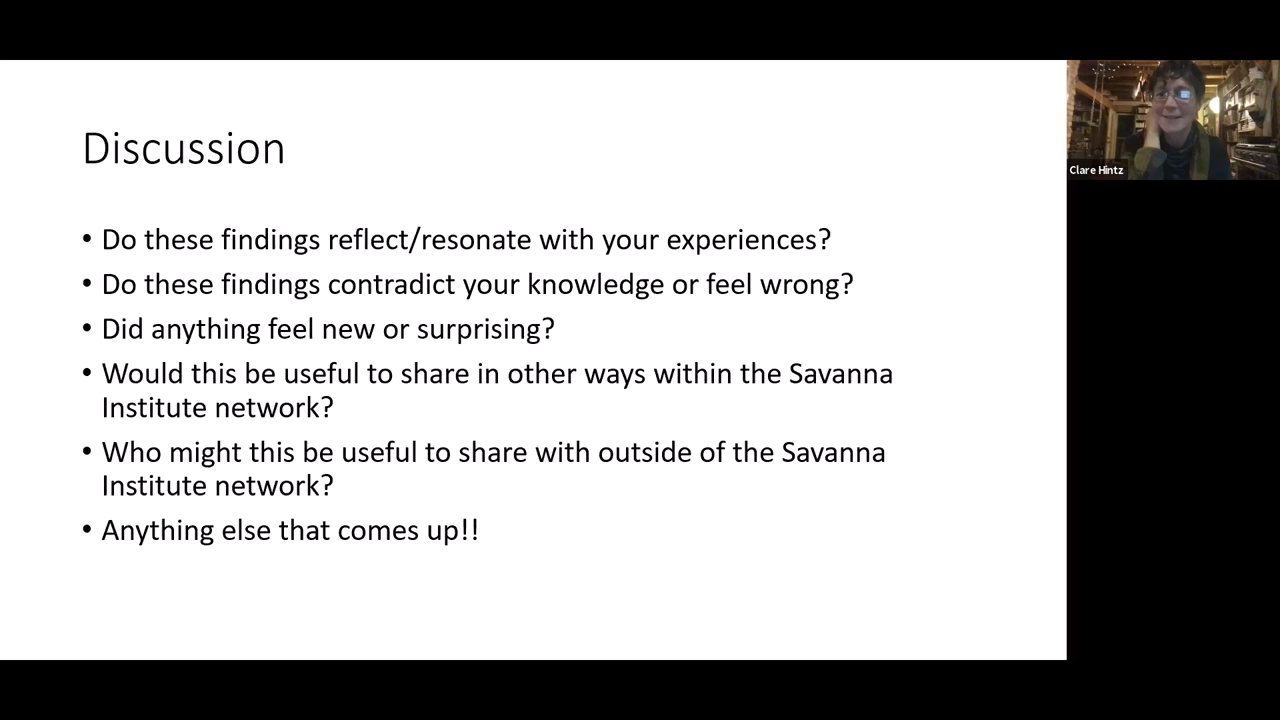 Discussion
• Do these findings reflect/resonate with your experiences?
• Do these findings contradict your knowledge or feel wrong?
• Did anything feel new or surprising?
• Would this be useful to share in other ways within the Savanna
Institute network?
• Who might this be useful to share with outside of the Savanna
Institute network?
• Anything else that comes up!!
Clare Hintz